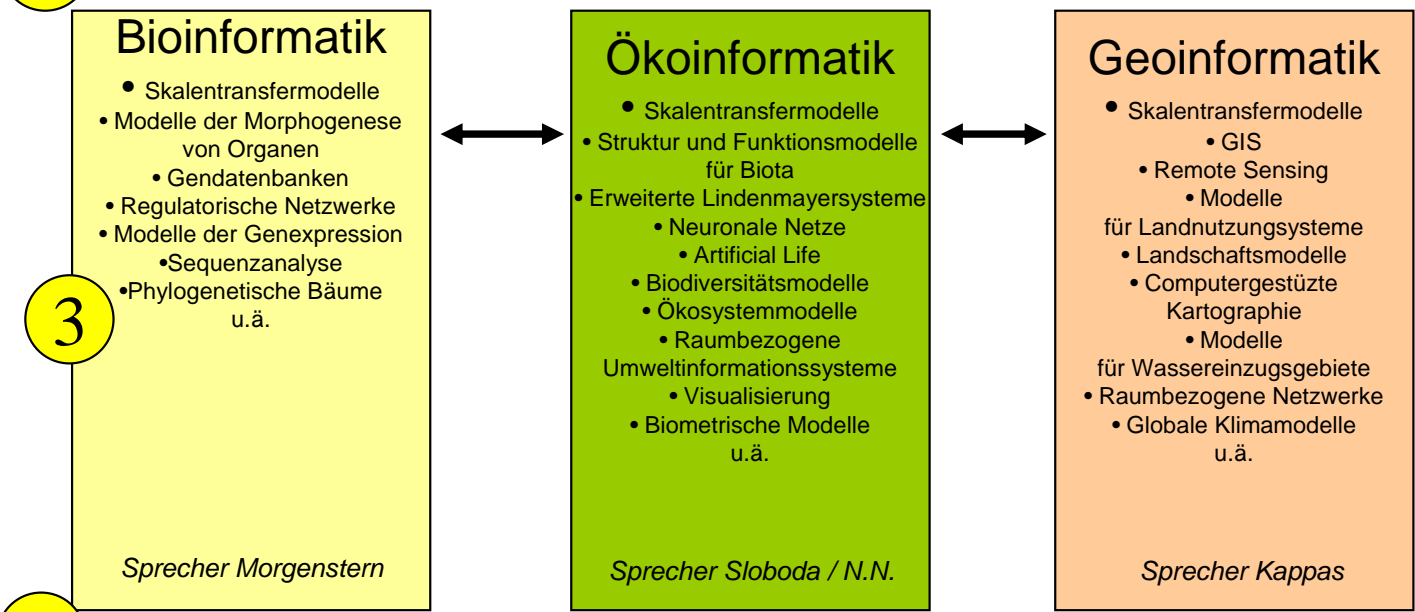 Bioinformatik
• Skalentransfermodelle
• Modelle der Morphogenese
von Organen
• Gendatenbanken
• Regulatorische Netzwerke
• Modelle der Genexpression
•Sequenzanalyse
•Phylogenetische Bäume
u.ä.
Sprecher Morgenstern
3
Ökoinformatik
• Skalentransfermodelle
• Struktur und Funktionsmodelle
für Biota
• Erweiterte Lindenmayersysteme
• Neuronale Netze
• Artificial Life
• Biodiversitätsmodelle
• Ökosystemmodelle
• Raumbezogene
Umweltinformationssysteme
• Visualisierung
• Biometrische Modelle
u.ä.
Sprecher Sloboda / N.N.
Geoinformatik
• Skalentransfermodelle
• GIS
• Remote Sensing
• Modelle
für Landnutzungsysteme
• Landschaftsmodelle
• Computergestüzte
Kartographie
• Modelle
für Wassereinzugsgebiete
• Raumbezogene Netzwerke
• Globale Klimamodelle
u.ä.
Sprecher Kappas